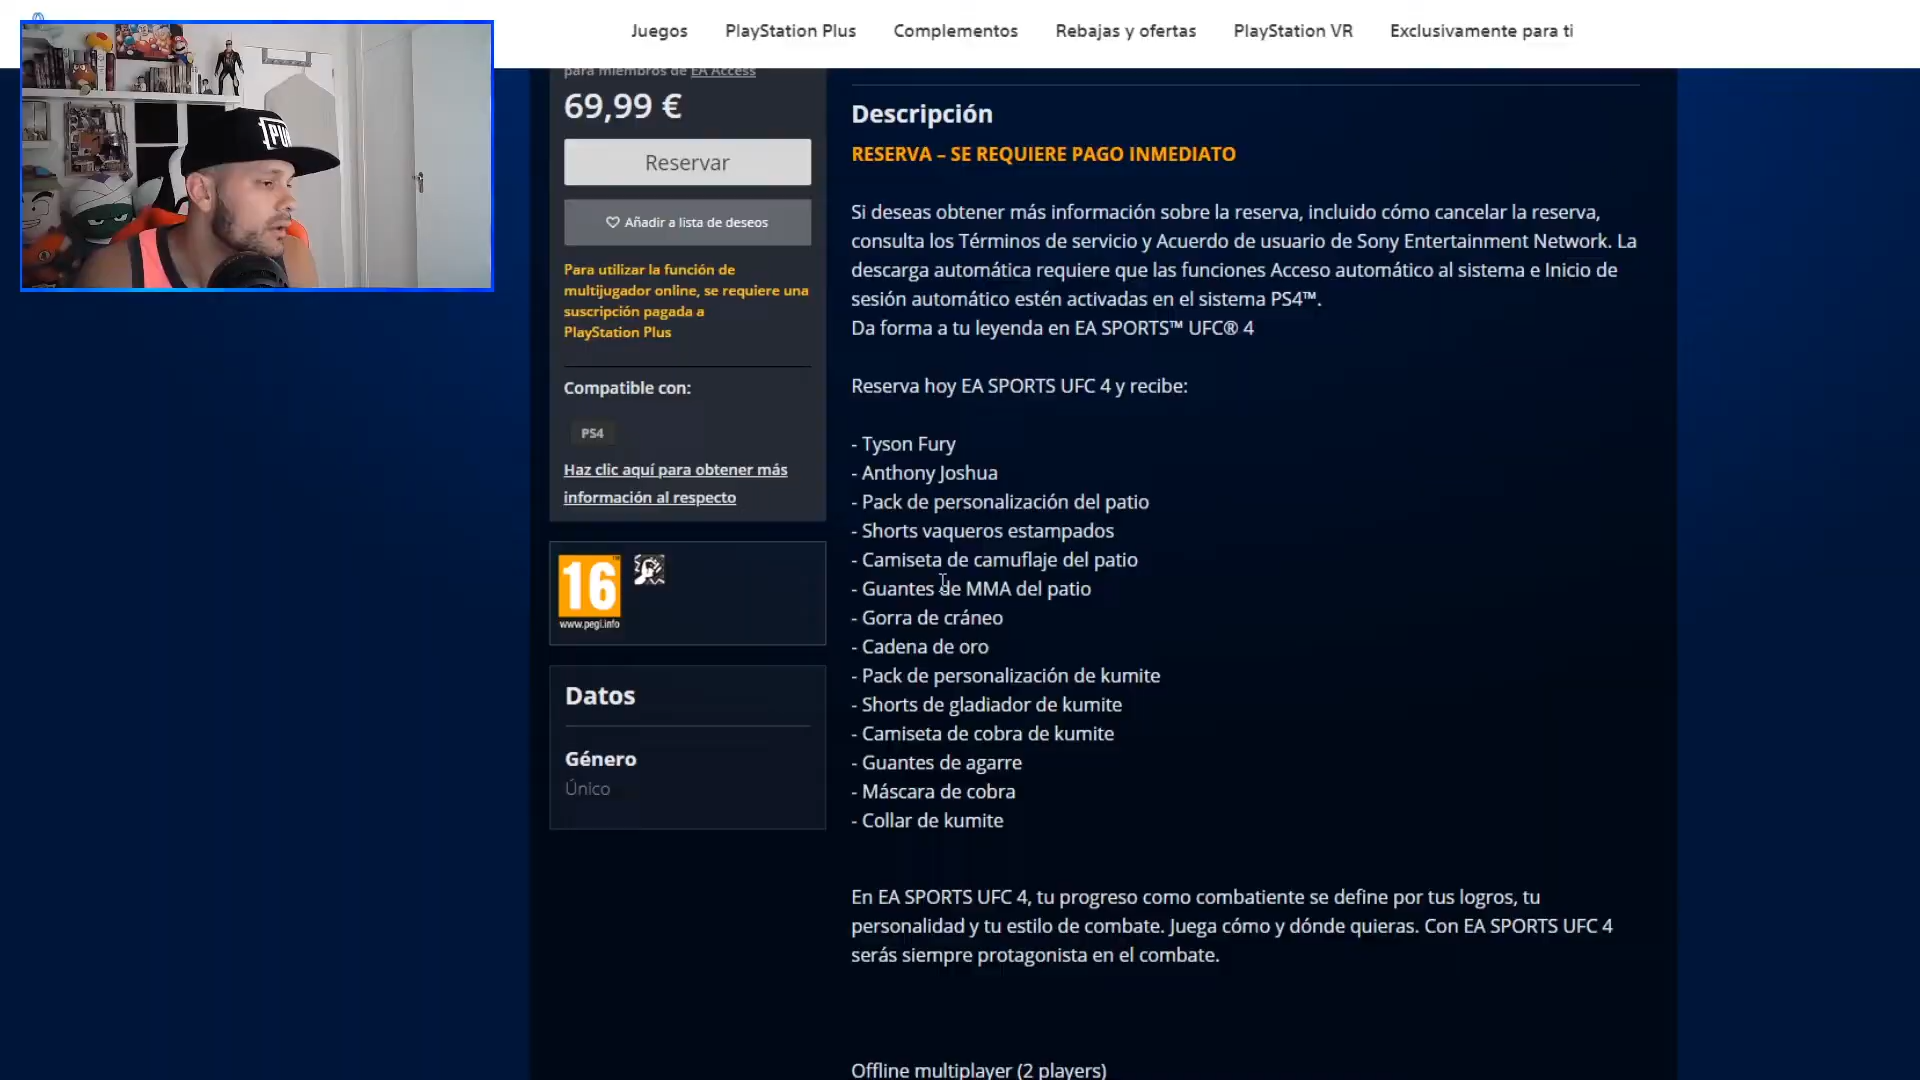 Juegos PlayStation Plus Complementos Rebajas y ofertas PlayStation VR Exclusivamente para ti
para miembros de EA Access
69,99 €
Reservar
Añadir a lista de deseos
Para utilizar la función de
multijugador online, se requiere una
suscripción pagada a
PlayStation Plus
Compatible con:
PS4
Haz clic aquí para obtener más
información al respecto
16
www.pegi.info
Datos
Género
Único
Descripción
RESERVA – SE REQUIERE PAGO INMEDIATO
Si deseas obtener más información sobre la reserva, incluido cómo cancelar la reserva,
consulta los Términos de servicio y Acuerdo de usuario de Sony Entertainment Network. La
descarga automática requiere que las funciones Acceso automático al sistema e Inicio de
sesión automático estén activadas en el sistema PS4™.
Da forma a tu leyenda en EA SPORTS™ UFC® 4
Reserva hoy EA SPORTS UFC 4 y recibe:
- Tyson Fury
- Anthony Joshua
- Pack de personalización del patio
- Shorts vaqueros estampados
- Camiseta de camuflaje del patio
- Guantes de MMA del patio
- Gorra de cráneo
- Cadena de oro
- Pack de personalización de kumite
- Shorts de gladiador de kumite
- Camiseta de cobra de kumite
- Guantes de agarre
- Máscara de cobra
- Collar de kumite
En EA SPORTS UFC 4, tu progreso como combatiente se define por tus logros, tu
personalidad y tu estilo de combate. Juega cómo y dónde quieras. Con EA SPORTS UFC 4
serás siempre protagonista en el combate.
Offline multiplayer (2 players)